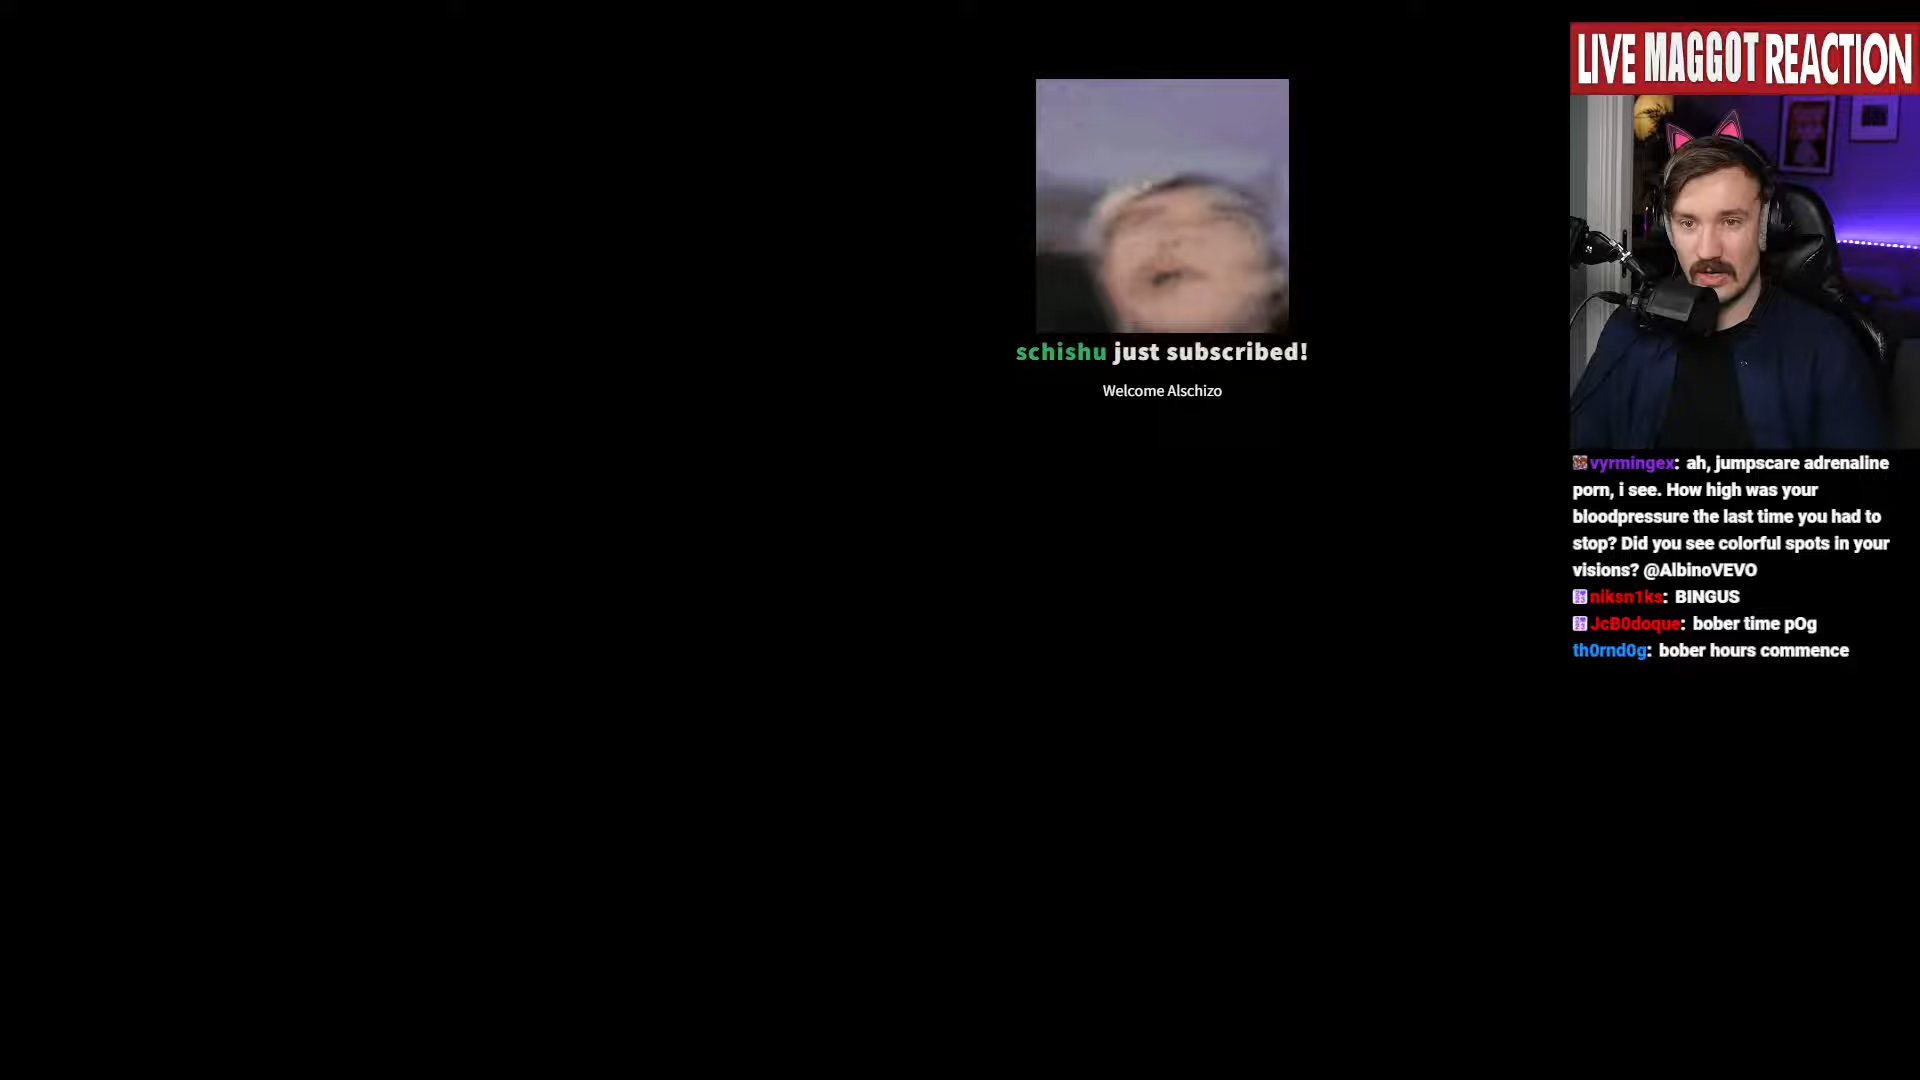 LIVE MAGGOT REACTION
schishu just subscribed!
Welcome Alschizo
vyrmingex: ah, jumpscare adrenaline
porn, i see. How high was your
bloodpressure the last time you had to
stop? Did you see colorful spots in your
visions? @AlbinoVEVO
niksn1ks: BINGUS
JcB0doque: bober time pOg
th0rnd0g: bober hours commence